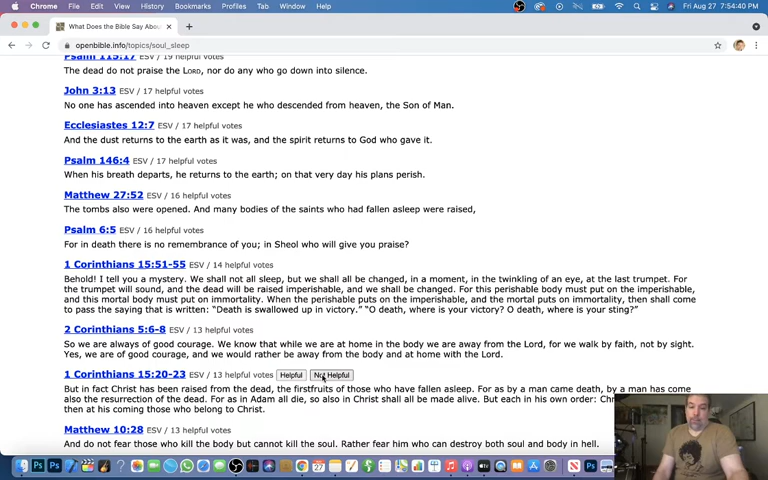 Chrome File Edit View History Bookmarks Profiles Tab Window Help Fri Aug 27 7:54:40 PM
What Does the Bible Say Abou
openbible.info/topics/soul_sleep
Psalm 115:17 ESV / 19 helpful votes
The dead do not praise the LORD, nor do any who go down into silence.
John 3:13 ESV / 17 helpful votes
No one has ascended into heaven except he who descended from heaven, the Son of Man.
Ecclesiastes 12:7 ESV / 17 helpful votes
And the dust returns to the earth as it was, and the spirit returns to God who gave it.
Psalm 146:4 ESV / 17 helpful votes
When his breath departs, he returns to the earth; on that very day his plans perish.
Matthew 27:52 ESV / 16 helpful votes
The tombs also were opened. And many bodies of the saints who had fallen asleep were raised,
Psalm 6:5 ESV / 16 helpful votes
For in death there is no remembrance of you; in Sheol who will give you praise?
1 Corinthians 15:51-55 ESV / 14 helpful votes
Behold! I tell you a mystery. We shall not all sleep, but we shall all be changed, in a moment, in the twinkling of an eye, at the last trumpet. For
the trumpet will sound, and the dead will be raised imperishable, and we shall be changed. For this perishable body must put on the imperishable,
and this mortal body must put on immortality. When the perishable puts on the imperishable, and the mortal puts on immortality, then shall come
to pass the saying that is written: “Death is swallowed up in victory.” “O death, where is your victory? O death, where is your sting?”
2 Corinthians 5:6-8 ESV / 13 helpful votes
So we are always of good courage. We know that while we are at home in the body we are away from the Lord, for we walk by faith, not by sight.
Yes, we are of good courage, and we would rather be away from the body and at home with the Lord.
1 Corinthians 15:20-23 ESV / 13 helpful votes Helpful Not Helpful
But in fact Christ has been raised from the dead, the firstfruits of those who have fallen asleep. For as by a man came death, by a man has come
also the resurrection of the dead. For as in Adam all die, so also in Christ shall all be made alive. But each in his own order:
then at his coming those who belong to Christ.
Matthew 10:28 ESV / 13 helpful votes
And do not fear those who kill the body but cannot kill the soul. Rather fear him who can destroy both soul and body in hell.